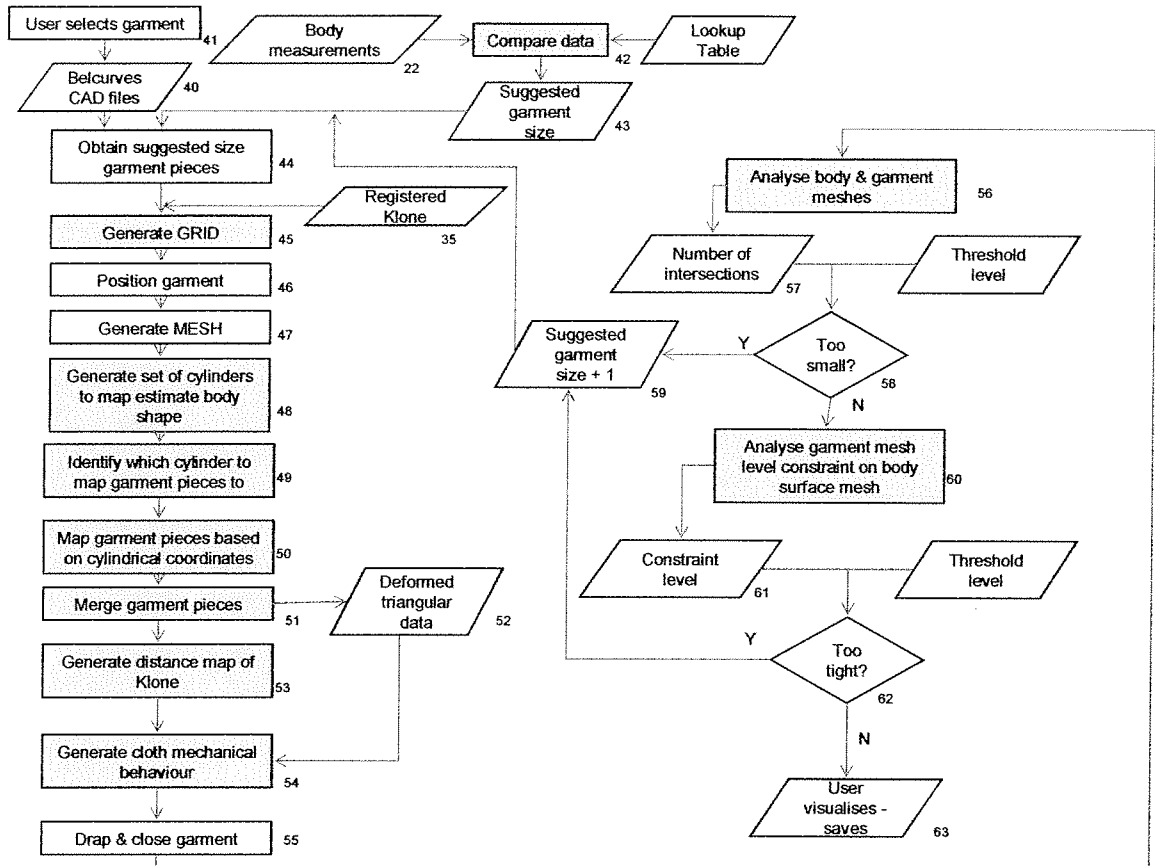 User selects garment
41
Belcurves
CAD files
40
Body
measurements
22
Compare data
42
Lookup
Table
Suggested
garment
size
43
Obtain suggested size
garment pieces
44
Registered
Klone
35
Generate GRID
45
Position garment
46
Generate MESH
47
Generate set of cylinders
to map estimate body
shape
48
Identify which cylinder to
map garment pieces to
49
Map garment pieces based
on cylindrical coordinates
50
Merge garment pieces
51
Deformed
triangular
data
52
Generate distance map of
Klone
53
Generate cloth mechanical
behaviour
54
Drap & close garment
55
Analyse body & garment
meshes
56
Number of
intersections
57
Threshold
level
Too
small?
58
Y
N
Suggested
garment
size + 1
59
Analyse garment mesh
level constraint on body
surface mesh
60
Constraint
level
61
Threshold
level
Too
tight?
62
Y
N
User
visualises -
saves
63